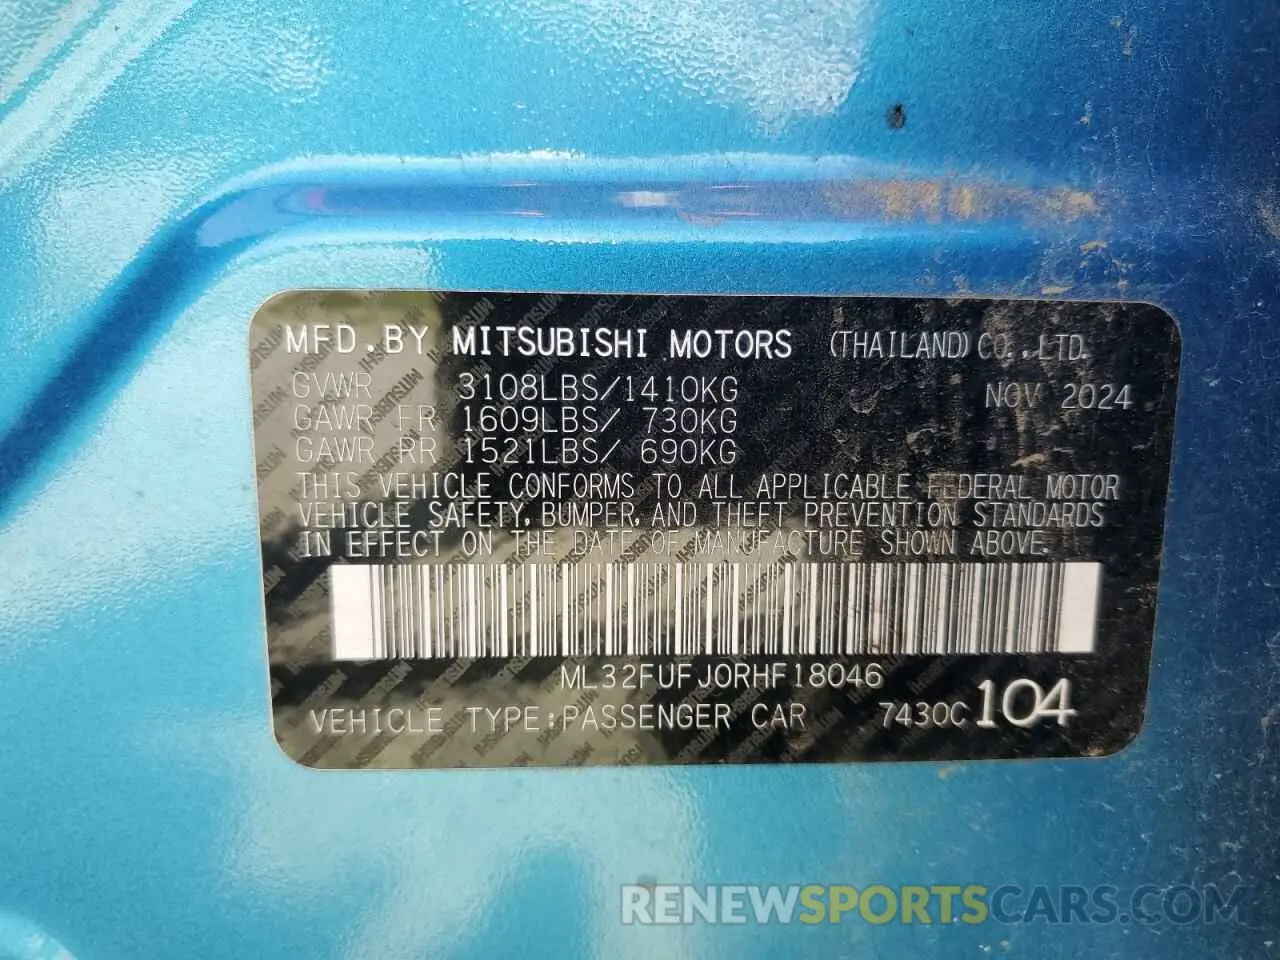 MFD.BY MITSUBISHI MOTORS (THAILAND) CO.,LTD.
GVWR 3108LBS/1410KG NOV 2024
GAWR FR 1609LBS/ 730KG
GAWR RR 1521LBS/ 690KG
THIS VEHICLE CONFORMS TO ALL APPLICABLE FEDERAL MOTOR
VEHICLE SAFETY, BUMPER, AND THEFT PREVENTION STANDARDS
IN EFFECT ON THE DATE OF MANUFACTURE SHOWN ABOVE.
ML32FUFJ0RHF18046
VEHICLE TYPE:PASSENGER CAR 7430C 104
RENEWSPORTSCARS.COM